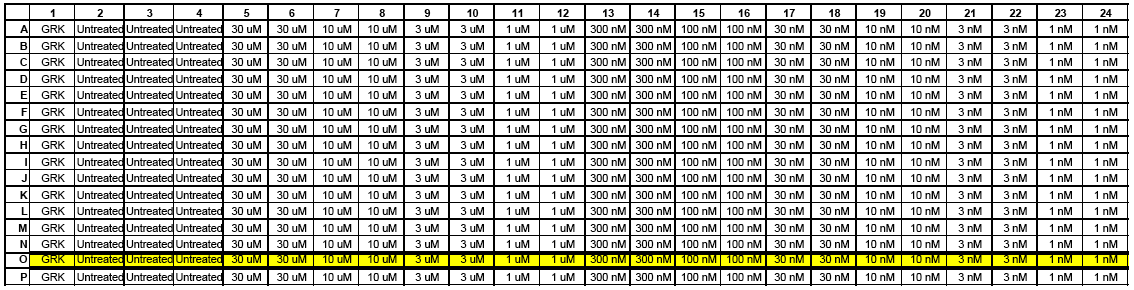 1 2 3 4 5 6 7 8 9 10 11 12 13 14 15 16 17 18 19 20 21 22 23 24
A GRK Untreated Untreated Untreated 30 uM 30 uM 10 uM 10 uM 3 uM 3 uM 1 uM 1 uM 300 nM 300 nM 100 nM 100 nM 30 nM 30 nM 10 nM 10 nM 3 nM 3 nM 1 nM 1 nM
B GRK Untreated Untreated Untreated 30 uM 30 uM 10 uM 10 uM 3 uM 3 uM 1 uM 1 uM 300 nM 300 nM 100 nM 100 nM 30 nM 30 nM 10 nM 10 nM 3 nM 3 nM 1 nM 1 nM
C GRK Untreated Untreated Untreated 30 uM 30 uM 10 uM 10 uM 3 uM 3 uM 1 uM 1 uM 300 nM 300 nM 100 nM 100 nM 30 nM 30 nM 10 nM 10 nM 3 nM 3 nM 1 nM 1 nM
D GRK Untreated Untreated Untreated 30 uM 30 uM 10 uM 10 uM 3 uM 3 uM 1 uM 1 uM 300 nM 300 nM 100 nM 100 nM 30 nM 30 nM 10 nM 10 nM 3 nM 3 nM 1 nM 1 nM
E GRK Untreated Untreated Untreated 30 uM 30 uM 10 uM 10 uM 3 uM 3 uM 1 uM 1 uM 300 nM 300 nM 100 nM 100 nM 30 nM 30 nM 10 nM 10 nM 3 nM 3 nM 1 nM 1 nM
F GRK Untreated Untreated Untreated 30 uM 30 uM 10 uM 10 uM 3 uM 3 uM 1 uM 1 uM 300 nM 300 nM 100 nM 100 nM 30 nM 30 nM 10 nM 10 nM 3 nM 3 nM 1 nM 1 nM
G GRK Untreated Untreated Untreated 30 uM 30 uM 10 uM 10 uM 3 uM 3 uM 1 uM 1 uM 300 nM 300 nM 100 nM 100 nM 30 nM 30 nM 10 nM 10 nM 3 nM 3 nM 1 nM 1 nM
H GRK Untreated Untreated Untreated 30 uM 30 uM 10 uM 10 uM 3 uM 3 uM 1 uM 1 uM 300 nM 300 nM 100 nM 100 nM 30 nM 30 nM 10 nM 10 nM 3 nM 3 nM 1 nM 1 nM
I GRK Untreated Untreated Untreated 30 uM 30 uM 10 uM 10 uM 3 uM 3 uM 1 uM 1 uM 300 nM 300 nM 100 nM 100 nM 30 nM 30 nM 10 nM 10 nM 3 nM 3 nM 1 nM 1 nM
J GRK Untreated Untreated Untreated 30 uM 30 uM 10 uM 10 uM 3 uM 3 uM 1 uM 1 uM 300 nM 300 nM 100 nM 100 nM 30 nM 30 nM 10 nM 10 nM 3 nM 3 nM 1 nM 1 nM
K GRK Untreated Untreated Untreated 30 uM 30 uM 10 uM 10 uM 3 uM 3 uM 1 uM 1 uM 300 nM 300 nM 100 nM 100 nM 30 nM 30 nM 10 nM 10 nM 3 nM 3 nM 1 nM 1 nM
L GRK Untreated Untreated Untreated 30 uM 30 uM 10 uM 10 uM 3 uM 3 uM 1 uM 1 uM 300 nM 300 nM 100 nM 100 nM 30 nM 30 nM 10 nM 10 nM 3 nM 3 nM 1 nM 1 nM
M GRK Untreated Untreated Untreated 30 uM 30 uM 10 uM 10 uM 3 uM 3 uM 1 uM 1 uM 300 nM 300 nM 100 nM 100 nM 30 nM 30 nM 10 nM 10 nM 3 nM 3 nM 1 nM 1 nM
N GRK Untreated Untreated Untreated 30 uM 30 uM 10 uM 10 uM 3 uM 3 uM 1 uM 1 uM 300 nM 300 nM 100 nM 100 nM 30 nM 30 nM 10 nM 10 nM 3 nM 3 nM 1 nM 1 nM
O GRK Untreated Untreated Untreated 30 uM 30 uM 10 uM 10 uM 3 uM 3 uM 1 uM 1 uM 300 nM 300 nM 100 nM 100 nM 30 nM 30 nM 10 nM 10 nM 3 nM 3 nM 1 nM 1 nM
P GRK Untreated Untreated Untreated 30 uM 30 uM 10 uM 10 uM 3 uM 3 uM 1 uM 1 uM 300 nM 300 nM 100 nM 100 nM 30 nM 30 nM 10 nM 10 nM 3 nM 3 nM 1 nM 1 nM